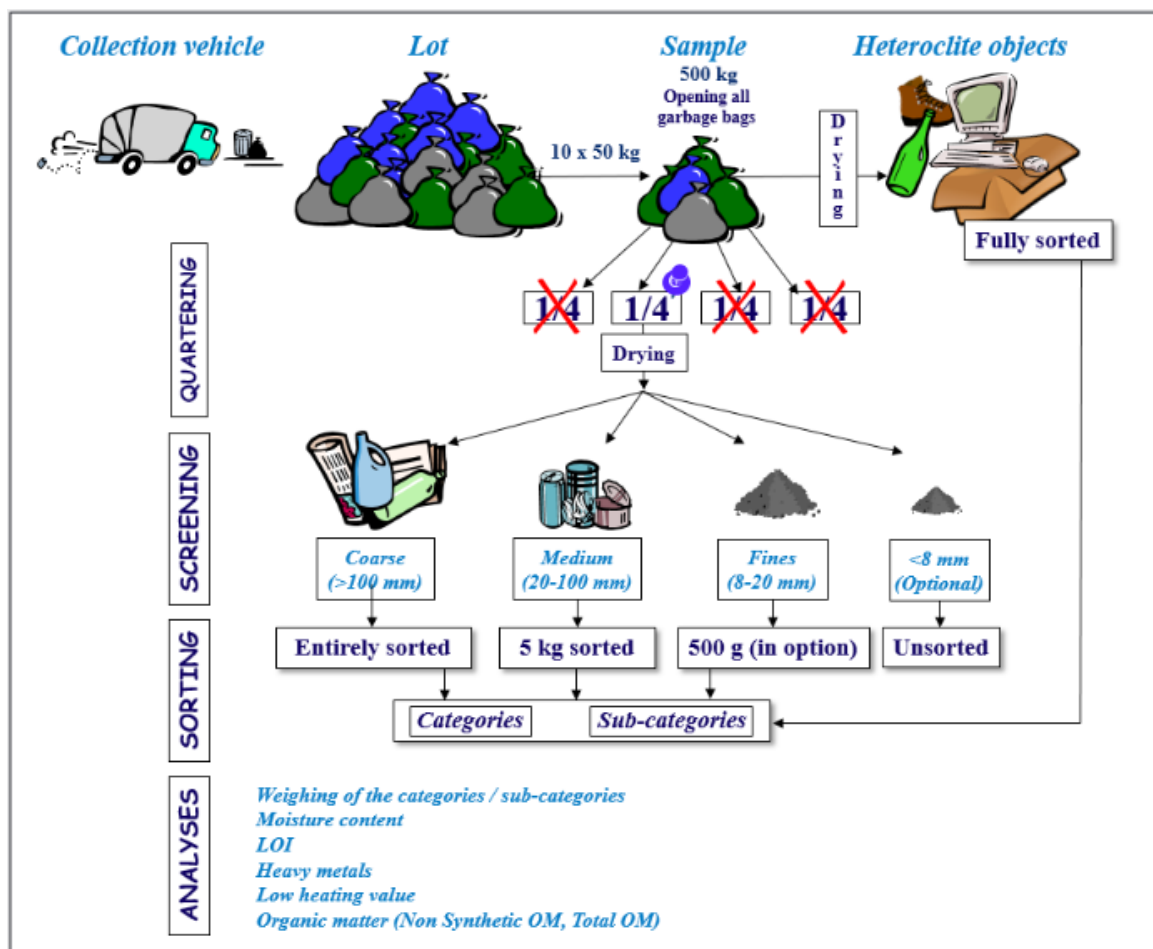 Collection vehicle
Lot
Sample
Heteroclite objects
500 kg
Opening all
garbage bags
10 x 50 kg
Drying
Fully sorted
QUARTERING
1/4
1/4
1/4
1/4
Drying
SCREENING
Coarse
(>100 mm)
Medium
(20-100 mm)
Fines
(8-20 mm)
<8 mm
(Optional)
SORTING
Entirely sorted
5 kg sorted
500 g (in option)
Unsorted
Categories
Sub-categories
ANALYSES
Weighing of the categories / sub-categories
Moisture content
LOI
Heavy metals
Low heating value
Organic matter (Non Synthetic OM, Total OM)